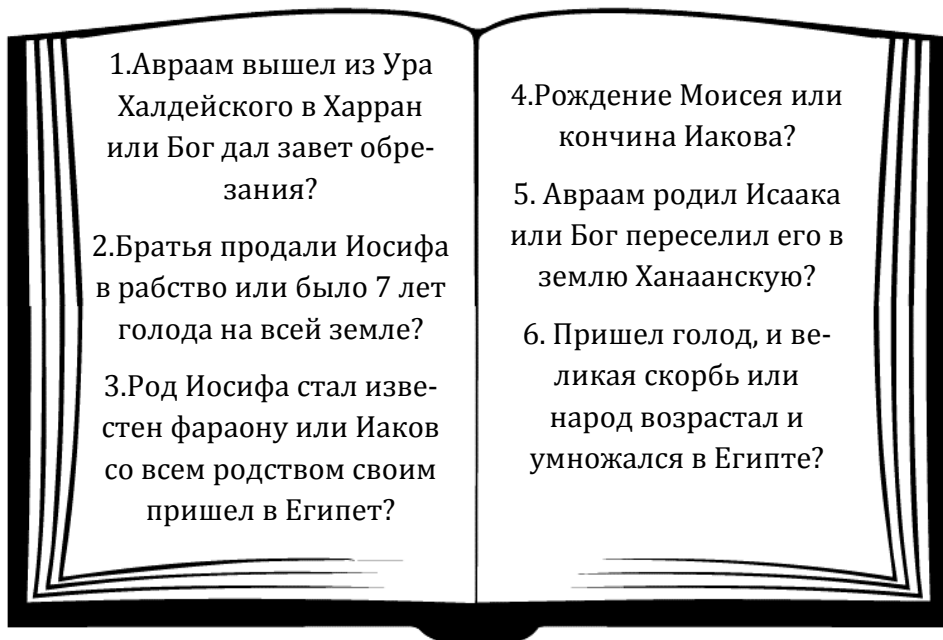 1.Авраам вышел из Ура
Халдейского в Харран
или Бог дал завет обре-
зания?
2.Братья продали Иосифа
в рабство или было 7 лет
голода на всей земле?
3.Род Иосифа стал изве-
стен фараону или Иаков
со всем родством своим
пришел в Египет?
4.Рождение Моисея или
кончина Иакова?
5. Авраам родил Исаака
или Бог переселил его в
землю Ханаанскую?
6. Пришел голод, и ве-
ликая скорбь или
народ возрастал и
умножался в Египте?